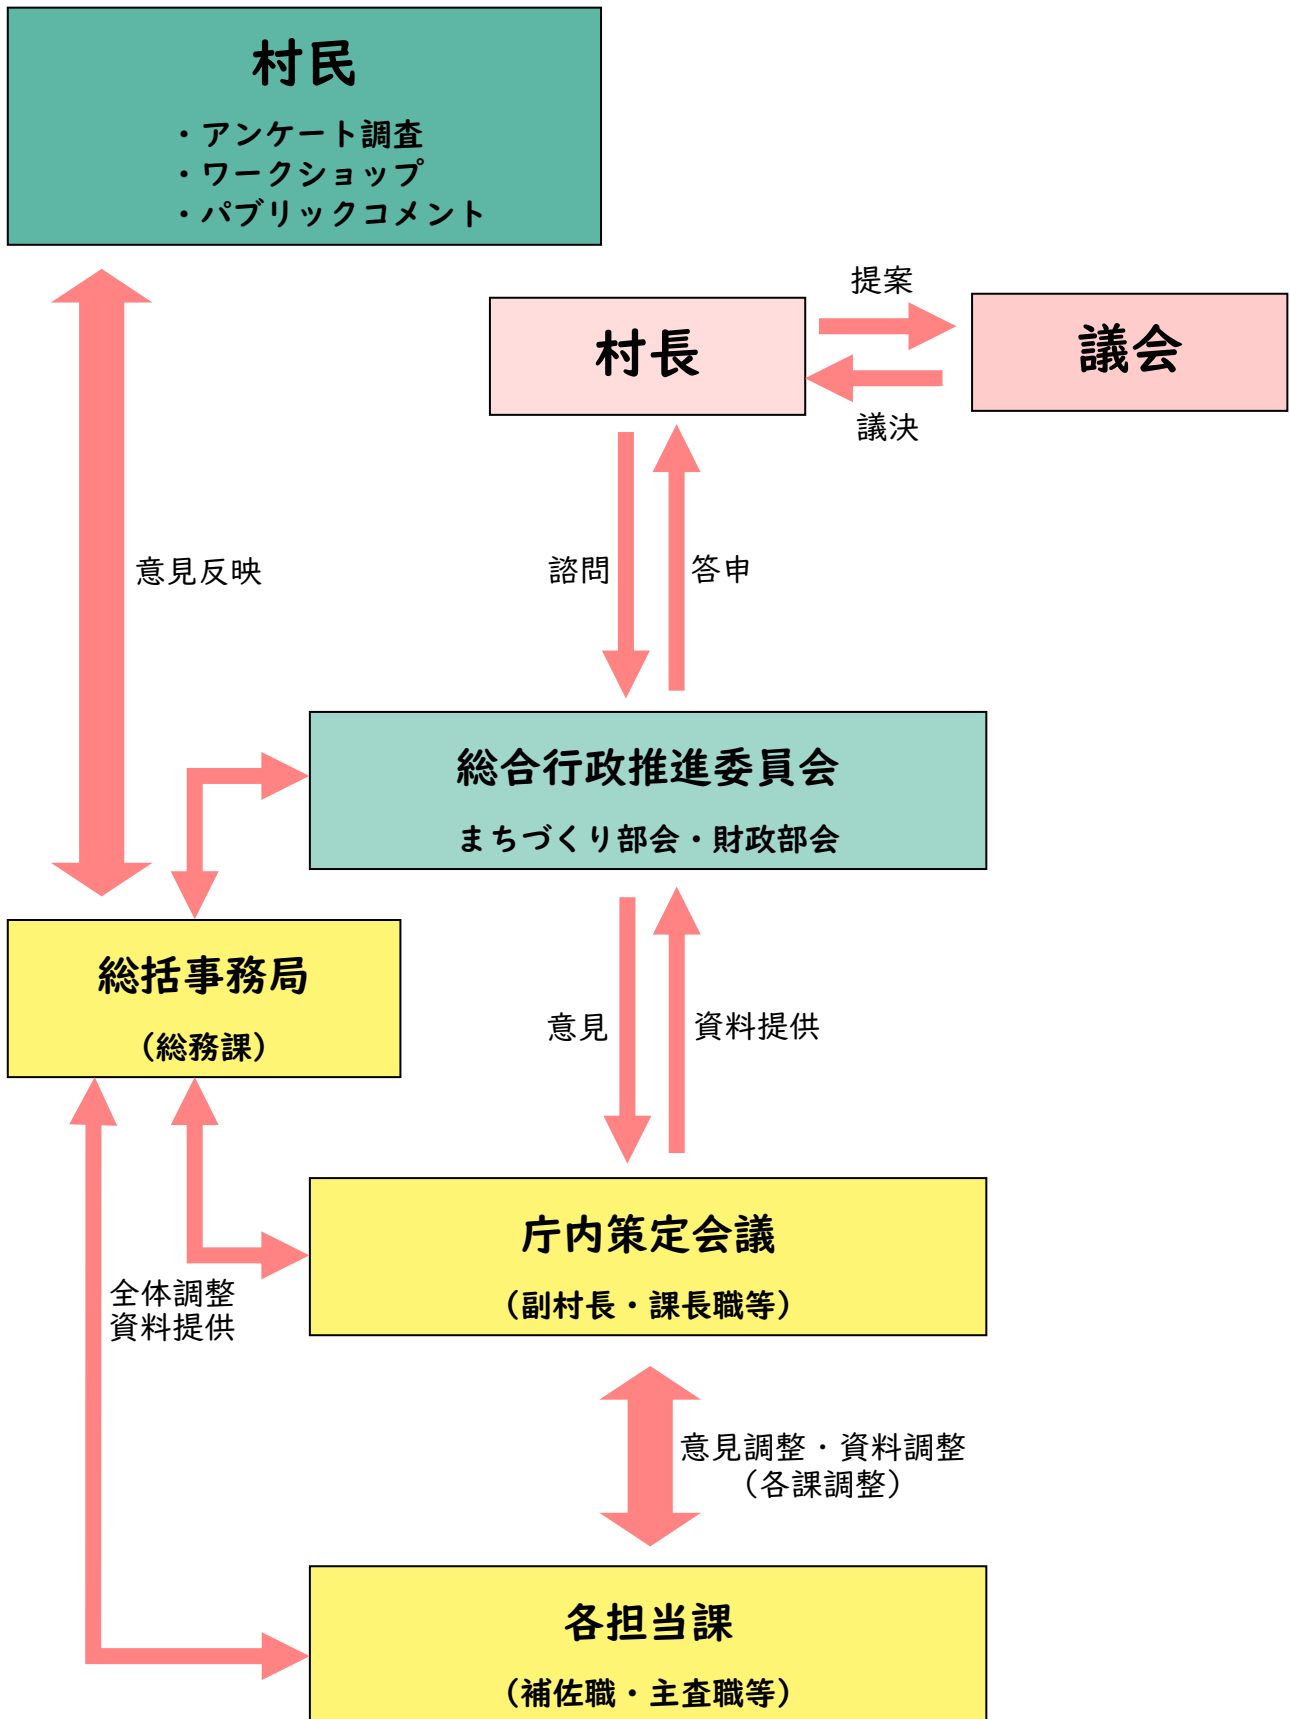 村民
・アンケート調査
・ワークショップ
・パブリックコメント
提案
村長
議会
議決
意見反映
諮問
答申
総合行政推進委員会
まちづくり部会・財政部会
総括事務局
（総務課）
意見
資料提供
庁内策定会議
（副村長・課長職等）
全体調整
資料提供
意見調整・資料調整
（各課調整）
各担当課
（補佐職・主査職等）